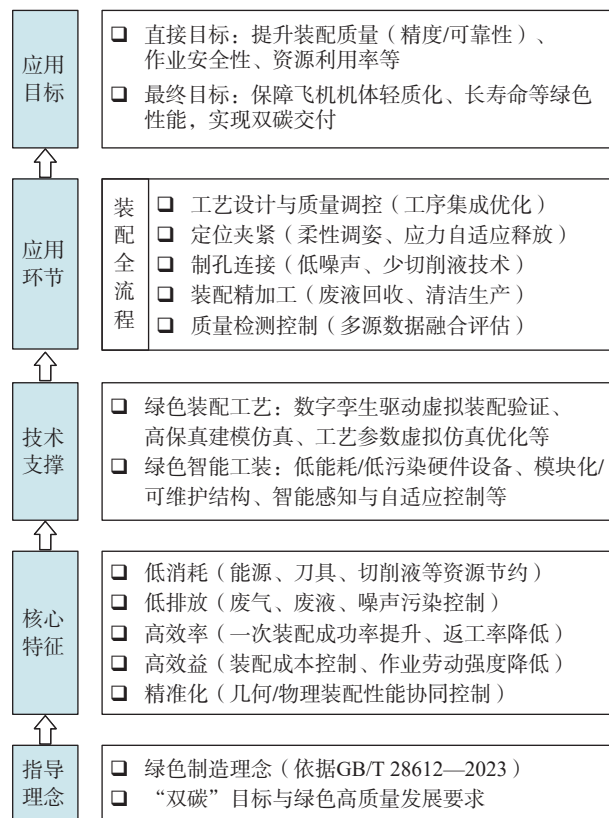 应用
目标
❑ 直接目标：提升装配质量（精度/可靠性）、
作业安全性、资源利用率等
❑ 最终目标：保障飞机机体轻质化、长寿命等绿色
性能，实现双碳交付
应用
环节
装
配
全
流
程
❑ 工艺设计与质量调控（工序集成优化）
❑ 定位夹紧（柔性调姿、应力自适应释放）
❑ 制孔连接（低噪声、少切削液技术）
❑ 装配精加工（废液回收、清洁生产）
❑ 质量检测控制（多源数据融合评估）
技术
支撑
❑ 绿色装配工艺：数字孪生驱动虚拟装配验证、
高保真建模仿真、工艺参数虚拟仿真优化等
❑ 绿色智能工装：低能耗/低污染硬件设备、模块化/
可维护结构、智能感知与自适应控制等
核心
特征
❑ 低消耗（能源、刀具、切削液等资源节约）
❑ 低排放（废气、废液、噪声污染控制）
❑ 高效率（一次装配成功率提升、返工率降低）
❑ 高效益（装配成本控制、作业劳动强度降低）
❑ 精准化（几何/物理装配性能协同控制）
指导
理念
❑ 绿色制造理念（依据GB/T 28612—2023）
❑ “双碳”目标与绿色高质量发展要求